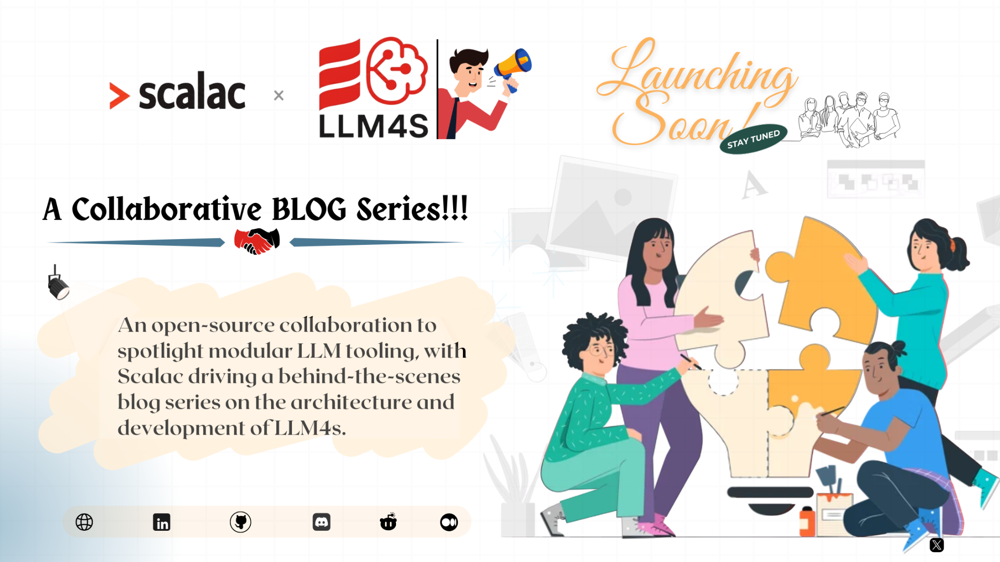 scalac
×
LLM4S
Launching
Soon!
STAY TUNED
A Collaborative BLOG Series!!!
An open-source collaboration to
spotlight modular LLM tooling, with
Scalac driving a behind-the-scenes
blog series on the architecture and
development of LLM4s.
in
A
X